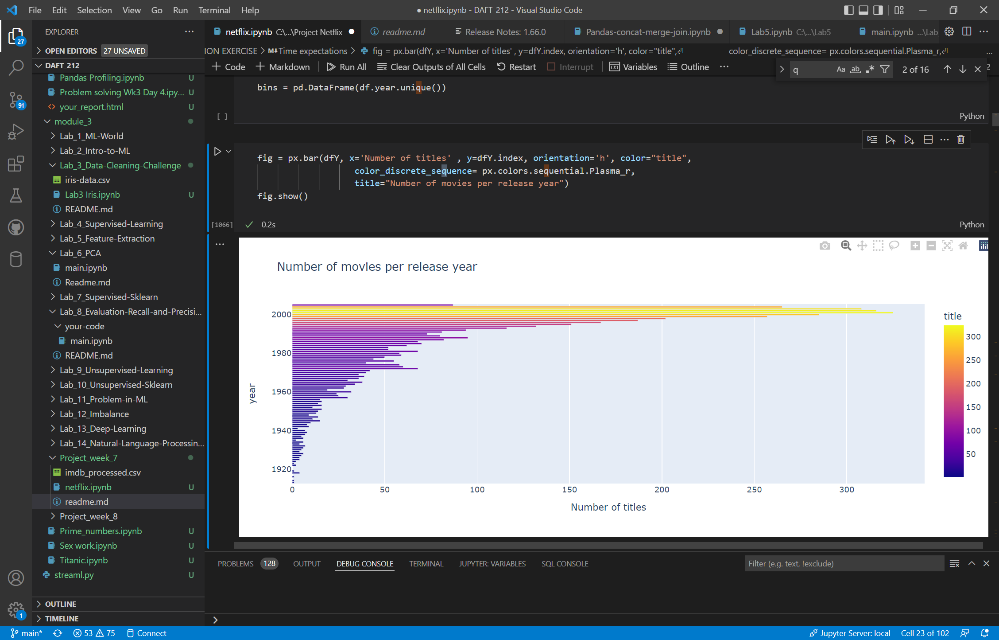 File Edit Selection View Go Run Terminal Help
● netflix.ipynb - DAFT_212 - Visual Studio Code
EXPLORER
OPEN EDITORS 27 UNSAVED
DAFT_212
Pandas Profiling.ipynb U
Problem solving Wk3 Day 4.ipy... U
your_report.html U
module_3
Lab_1_ML-World
Lab_2_Intro-to-ML
Lab_3_Data-Cleaning-Challenge
iris-data.csv
Lab3 Iris.ipynb U
README.md
Lab_4_Supervised-Learning
Lab_5_Feature-Extraction
Lab_6_PCA
main.ipynb
Readme.md
Lab_7_Supervised-Sklearn
Lab_8_Evaluation-Recall-and-Precisi...
your-code
main.ipynb
README.md
Lab_9_Unsupervised-Learning
Lab_10_Unsupervised-Sklearn
Lab_11_Problem-in-ML
Lab_12_Imbalance
Lab_13_Deep-Learning
Lab_14_Natural-Language-Processin...
Project_week_7
imdb_processed.csv
netflix.ipynb U
readme.md
Project_week_8
Prime_numbers.ipynb U
Sex work.ipynb U
Titanic.ipynb U
streaml.py U
OUTLINE
TIMELINE
27
91
1
netflix.ipynb C:\...\Project Netflix ●
readme.md
Release Notes: 1.66.0
Pandas-concat-merge-join.ipynb ●
Lab5.ipynb C:\...\Lab5
main.ipynb ...\Lab_
ION EXERCISE > M↓Time expectations > fig = px.bar(dfY, x='Number of titles' , y=dfY.index, orientation='h', color="title",⏎ color_discrete_sequence= px.colors.sequential.Plasma_r,⏎ ...
+ Code + Markdown Run All Clear Outputs of All Cells Restart Interrupt Variables Outline ...
q Aa ab .* 2 of 16
2
bins = pd.DataFrame(df.year.unique())
[ ]
Python
fig = px.bar(dfY, x='Number of titles' , y=dfY.index, orientation='h', color="title",
color_discrete_sequence= px.colors.sequential.Plasma_r,
title="Number of movies per release year")
fig.show()
[1066] ✓ 0.2s
Python
Number of movies per release year
2000
1980
1960
1940
1920
year
0 50 100 150 200 250 300
Number of titles
title
300
250
200
150
100
50
PROBLEMS 128 OUTPUT DEBUG CONSOLE TERMINAL JUPYTER: VARIABLES SQL CONSOLE
Filter (e.g. text, !exclude)
main* 53 75 Connect
Jupyter Server: local Cell 23 of 102